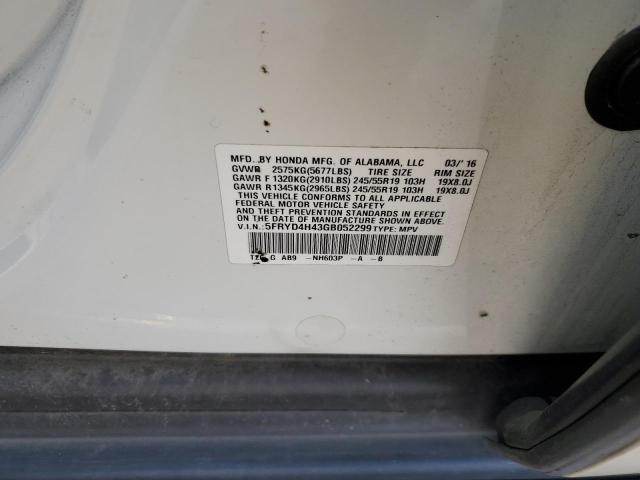 MFD. BY HONDA MFG. OF ALABAMA, LLC 03/'16
GVWR 2575KG(5677LBS) TIRE SIZE RIM SIZE
GAWR F 1320KG(2910LBS) 245/55R19 103H 19X8.0J
GAWR R 1345KG(2965LBS) 245/55R19 103H 19X8.0J
THIS VEHICLE CONFORMS TO ALL APPLICABLE
FEDERAL MOTOR VEHICLE SAFETY
AND THEFT PREVENTION STANDARDS IN EFFECT
ON THE DATE OF MANUFACTURE SHOWN ABOVE.
V.I.N.: 5FRYD4H43GB052299 TYPE: MPV
G AB9 -NH603P -A -B